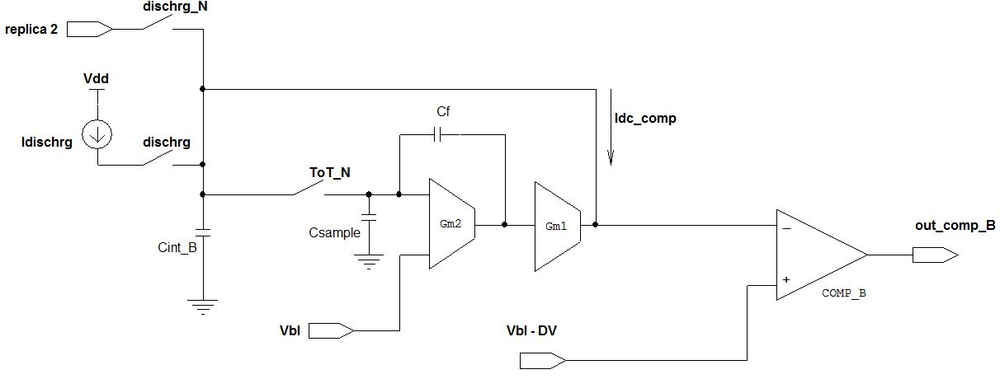 dischrg_N
replica 2
Vdd
Cf
Idc_comp
Idischrg
dischrg
ToT_N
Gm2
Gm1
Csample
out_comp_B
Cint_B
−
+
COMP_B
Vbl
Vbl - DV